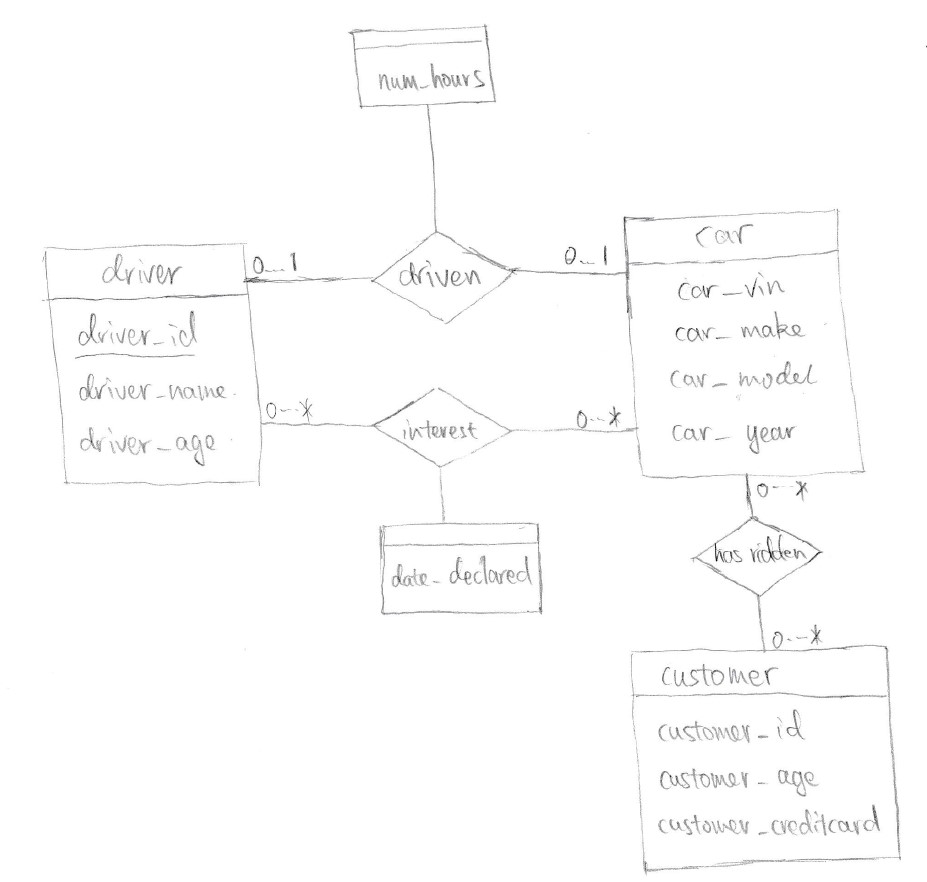 num_hours
driver
0...1
driven
0..1
car
driver_id
driver_name
driver_age
car_vin
car_make
car_model
car_year
0...*
interest
0...*
date_declared
0...*
has ridden
0...*
customer
customer_id
customer_age
customer_creditcard